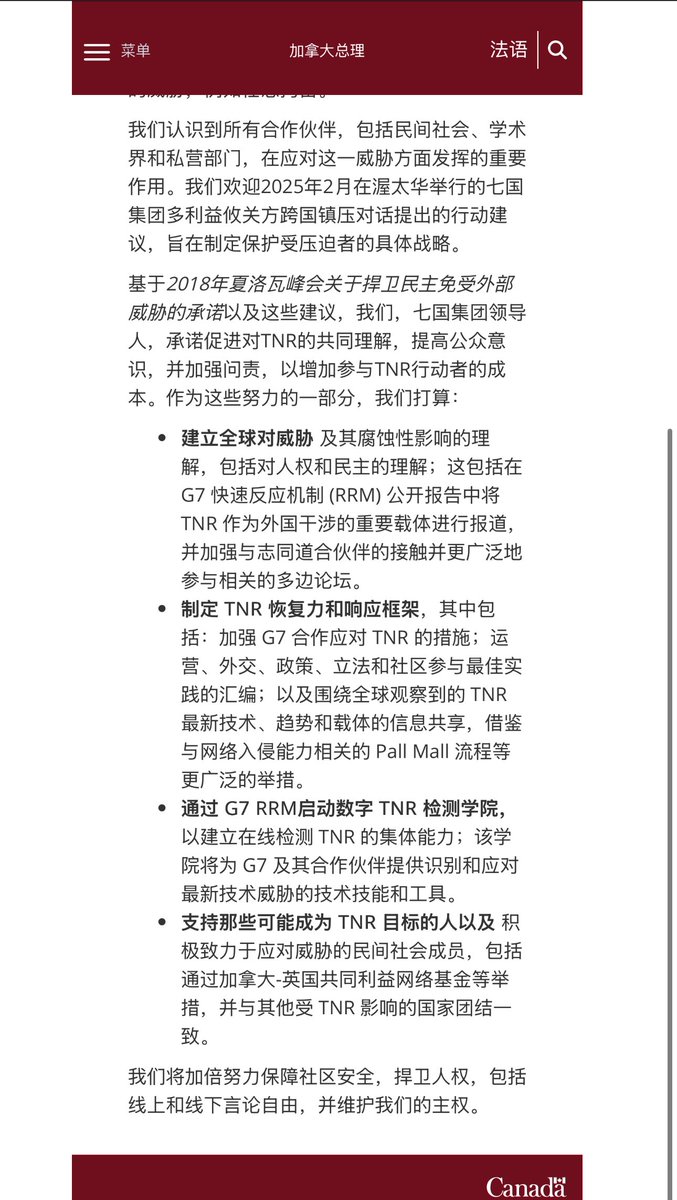 菜单
加拿大总理
法语
我们认识到所有合作伙伴，包括民间社会、学术
界和私营部门，在应对这一威胁方面发挥的重要
作用。我们欢迎2025年2月在渥太华举行的七国
集团多利益攸关方跨国镇压对话提出的行动建
议，旨在制定保护受压迫者的具体战略。
基于2018年夏洛瓦峰会关于捍卫民主免受外部
威胁的承诺以及这些建议，我们，七国集团领导
人，承诺促进对TNR的共同理解，提高公众意
识，并加强问责，以增加参与TNR行动者的成
本。作为这些努力的一部分，我们打算：
• 建立全球对威胁 及其腐蚀性影响的理
解，包括对人权和民主的理解；这包括在
G7 快速反应机制 (RRM) 公开报告中将
TNR 作为外国干涉的重要载体进行报道，
并加强与志同道合伙伴的接触并更广泛地
参与相关的多边论坛。
• 制定 TNR 恢复力和响应框架，其中包
括：加强 G7 合作应对 TNR 的措施；运
营、外交、政策、立法和社区参与最佳实
践的汇编；以及围绕全球观察到的 TNR
最新技术、趋势和载体的信息共享，借鉴
与网络入侵能力相关的 Pall Mall 流程等
更广泛的举措。
• 通过 G7 RRM启动数字 TNR 检测学院，
以建立在线检测 TNR 的集体能力；该学
院将为 G7 及其合作伙伴提供识别和应对
最新技术威胁的技术技能和工具。
• 支持那些可能成为 TNR 目标的人以及 积
极致力于应对威胁的民间社会成员，包括
通过加拿大-英国共同利益网络基金等举
措，并与其他受 TNR 影响的国家团结一
致。
我们将加倍努力保障社区安全，捍卫人权，包括
线上和线下言论自由，并维护我们的主权。
Canada